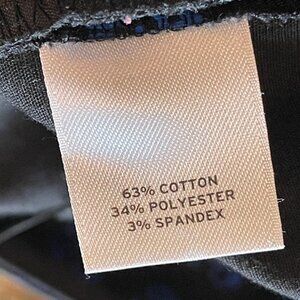 63% COTTON
34% POLYESTER
3% SPANDEX